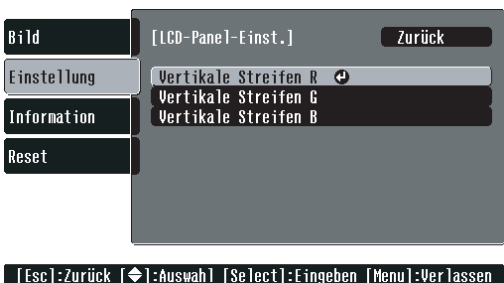 Bild
Einstellung
Information
Reset
[LCD-Panel-Einst.] Zurück
Vertikale Streifen R
Vertikale Streifen G
Vertikale Streifen B
[Esc]:Zurück [ ]:Auswahl [Select]:Eingeben [Menu]:Verlassen